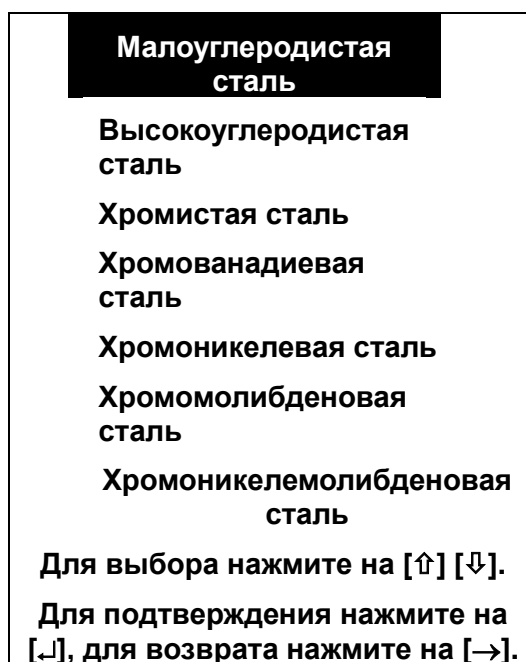 Малоуглеродистая
сталь
Высокоуглеродистая
сталь
Хромистая сталь
Хромованадиевая
сталь
Хромоникелевая сталь
Хромомолибденовая
сталь
Хромоникелемолибденовая
сталь
Для выбора нажмите на [⇧] [⇩].
Для подтверждения нажмите на
[↵], для возврата нажмите на [→].